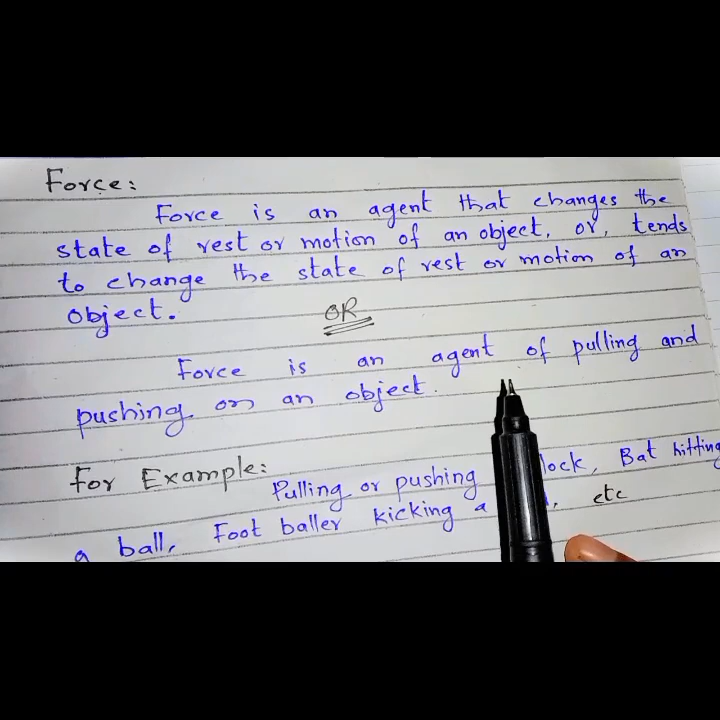 Force:
Force is an agent that changes the
state of rest or motion of an object, or, tends
to change the state of rest or motion of an
object.
OR
Force is an agent of pulling and
pushing on an object.
For Example:
Pulling or pushing lock, Bat hitting
a ball, Foot baller kicking a , etc